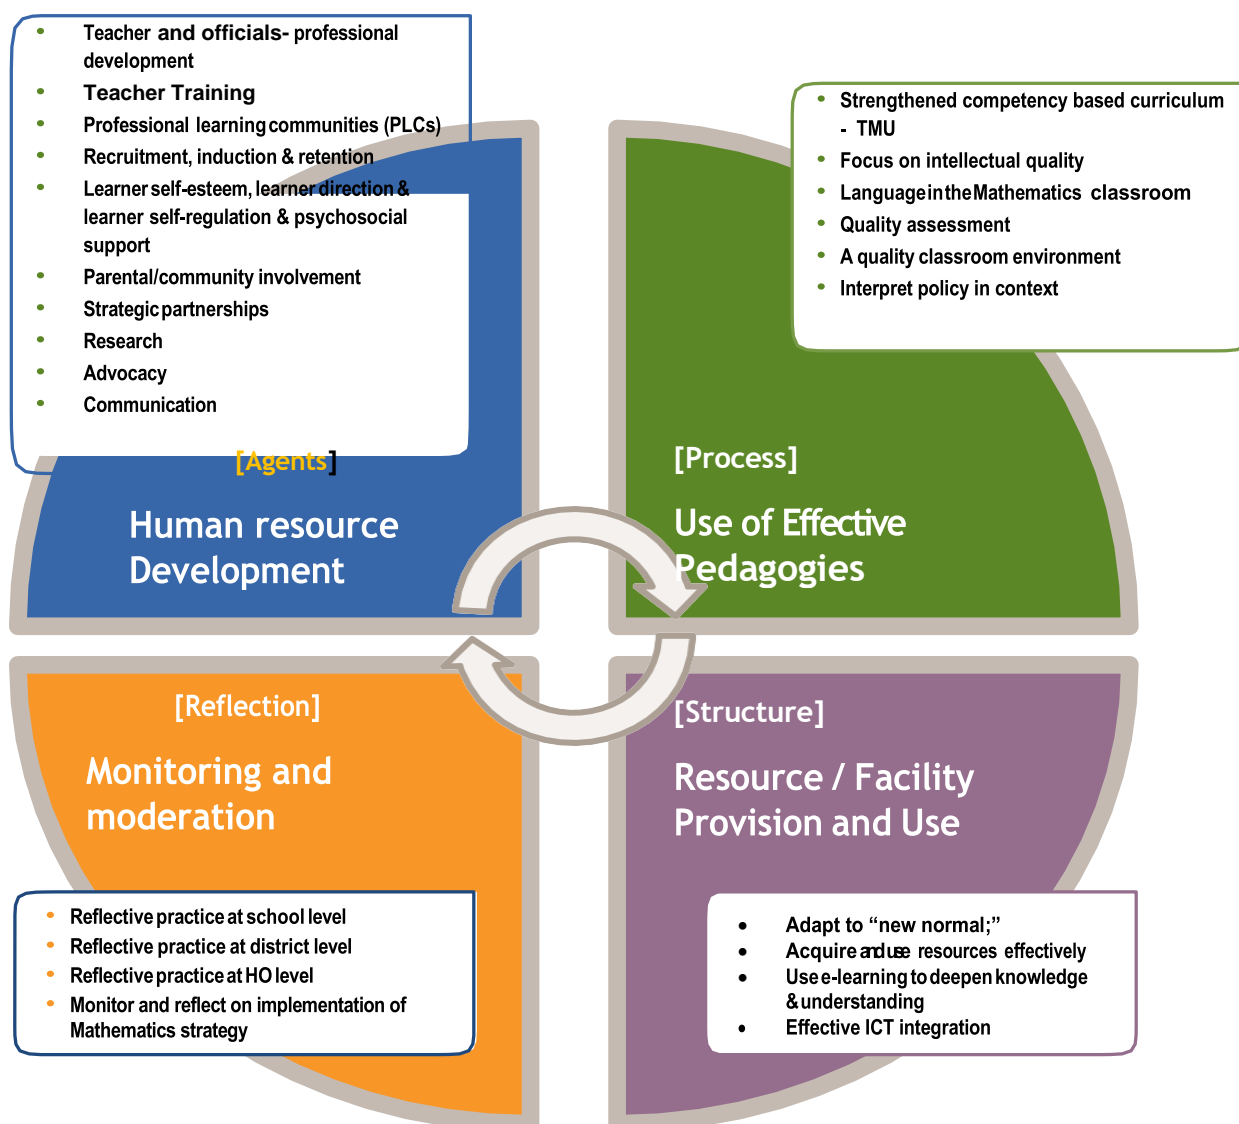 • Teacher and officials- professional
development
• Teacher Training
• Professional learning communities (PLCs)
• Recruitment, induction & retention
• Learner self-esteem, learner direction &
learner self-regulation & psychosocial
support
• Parental/community involvement
• Strategic partnerships
• Research
• Advocacy
• Communication
[Agents]
Human resource
Development
• Strengthened competency based curriculum
- TMU
• Focus on intellectual quality
• Language in the Mathematics classroom
• Quality assessment
• A quality classroom environment
• Interpret policy in context
[Process]
Use of Effective
Pedagogies
[Reflection]
Monitoring and
moderation
• Reflective practice at school level
• Reflective practice at district level
• Reflective practice at HO level
• Monitor and reflect on implementation of
Mathematics strategy
[Structure]
Resource / Facility
Provision and Use
• Adapt to “new normal;”
• Acquire and use resources effectively
• Use e-learning to deepen knowledge
& understanding
• Effective ICT integration